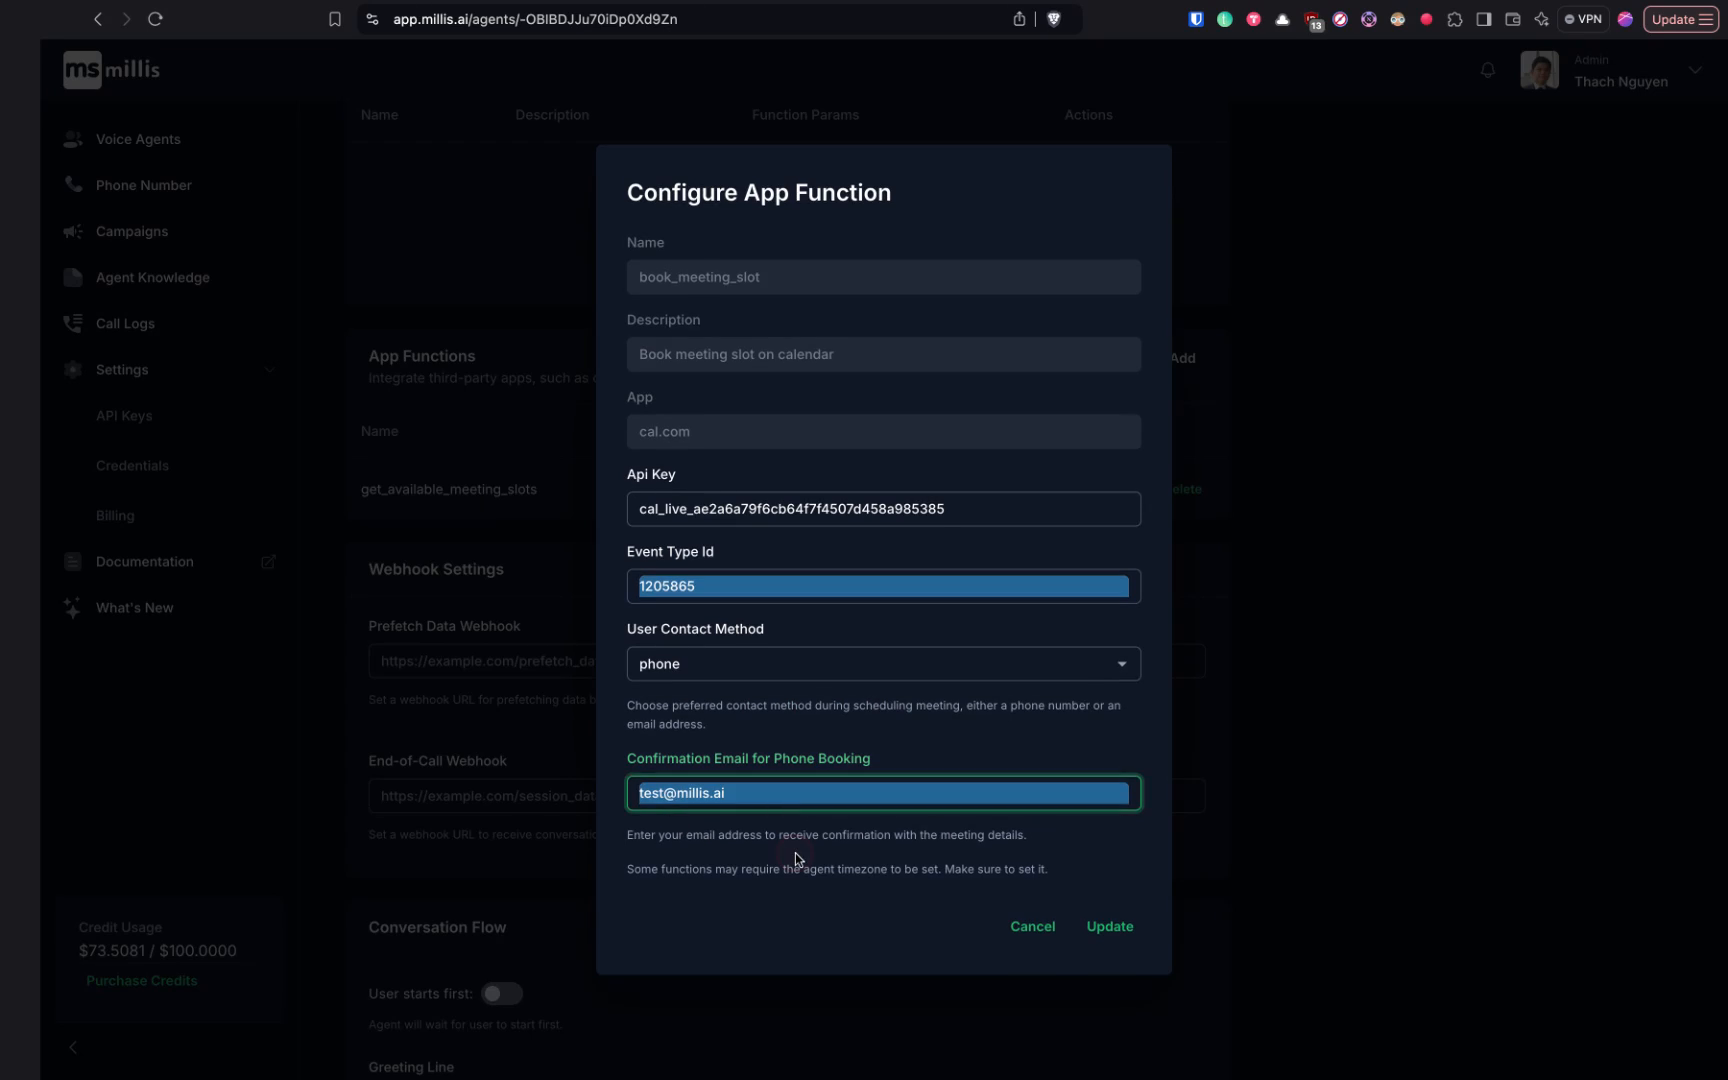 app.millis.ai/agents/-OBIBDJJu70iDp0Xd9Zn
13
VPN
Update
ms millis
Admin
Thach Nguyen
Voice Agents
Phone Number
Campaigns
Agent Knowledge
Call Logs
Settings
API Keys
Credentials
Billing
Documentation
What's New
Credit Usage
$73.5081 / $100.0000
Purchase Credits
Name Description Function Params Actions
App Functions
Integrate third-party apps, such as
Add
Name
get_available_meeting_slots
elete
Webhook Settings
Prefetch Data Webhook
https://example.com/prefetch_da
Set a webhook URL for prefetching data b
End-of-Call Webhook
https://example.com/session_dat
Set a webhook URL to receive conversatio
Conversation Flow
User starts first:
Agent will wait for user to start first.
Greeting Line
Configure App Function
Name
book_meeting_slot
Description
Book meeting slot on calendar
App
cal.com
Api Key
cal_live_ae2a6a79f6cb64f7f4507d458a985385
Event Type Id
1205865
User Contact Method
phone
Choose preferred contact method during scheduling meeting, either a phone number or an
email address.
Confirmation Email for Phone Booking
test@millis.ai
Enter your email address to receive confirmation with the meeting details.
Some functions may require the agent timezone to be set. Make sure to set it.
Cancel
Update